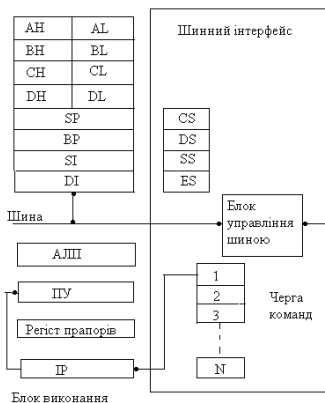 AH AL
Шинний інтерфейс
BH BL
CH CL
DH DL
SP
BP
SI
DI
CS
DS
SS
ES
Шина
Блок
управління
шиною
АЛП
ПУ
Регіст прапорів
IP
1
2
3
N
Черга
команд
Блок виконання